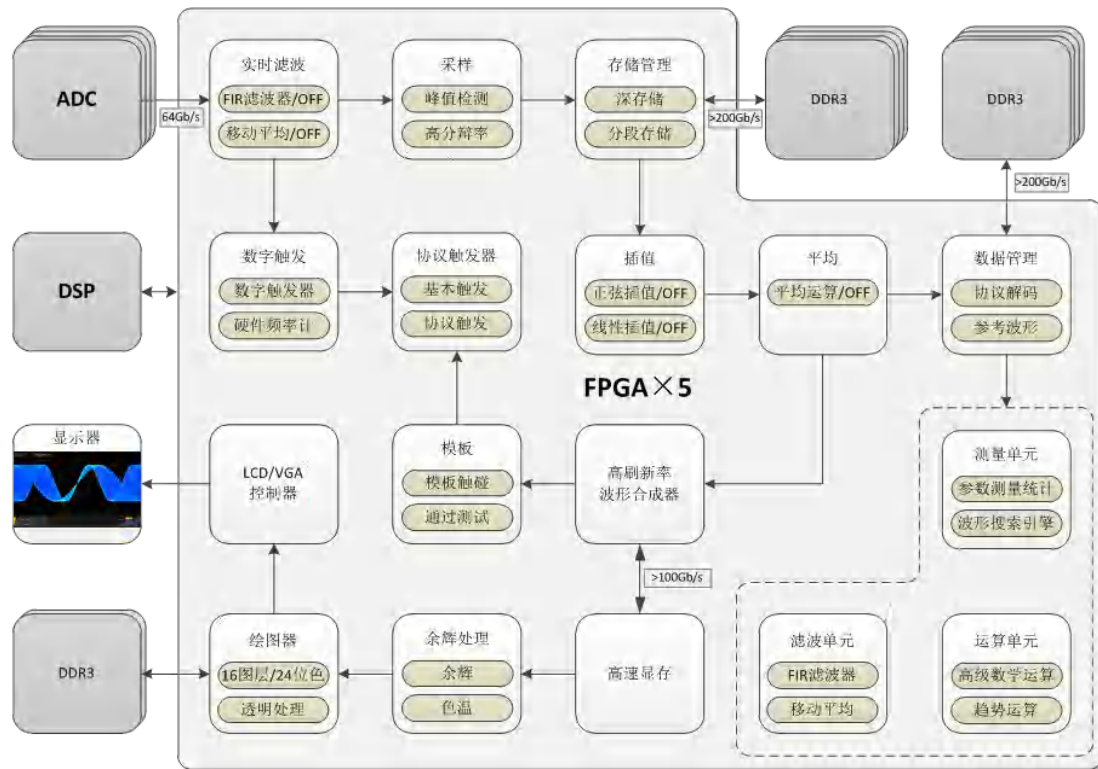 ADC
64Gb/s
实时滤波
FIR滤波器/OFF
移动平均/OFF
采样
峰值检测
高分辩率
存储管理
深存储
分段存储
>200Gb/s
DDR3
DDR3
>200Gb/s
DSP
数字触发
数字触发器
硬件频率计
协议触发器
基本触发
协议触发
插值
正弦插值/OFF
线性插值/OFF
平均
平均运算/OFF
数据管理
协议解码
参考波形
FPGA×5
显示器
LCD/VGA
控制器
模板
模板触碰
通过测试
高刷新率
波形合成器
测量单元
参数测量统计
波形搜索引擎
>100Gb/s
DDR3
绘图器
16图层/24位色
透明处理
余辉处理
余辉
色温
高速显存
滤波单元
FIR滤波器
移动平均
运算单元
高级数学运算
趋势运算